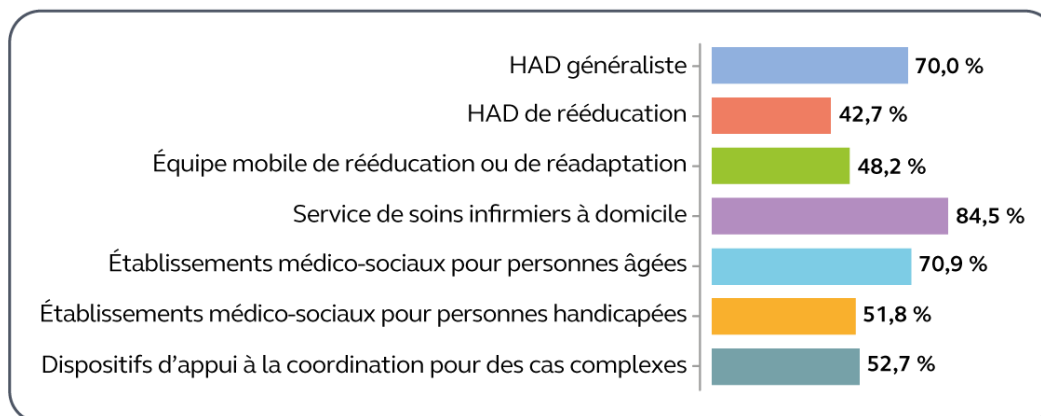 HAD généraliste 70,0 %
HAD de rééducation 42,7 %
Équipe mobile de rééducation ou de réadaptation 48,2 %
Service de soins infirmiers à domicile 84,5 %
Établissements médico-sociaux pour personnes âgées 70,9 %
Établissements médico-sociaux pour personnes handicapées 51,8 %
Dispositifs d'appui à la coordination pour des cas complexes 52,7 %